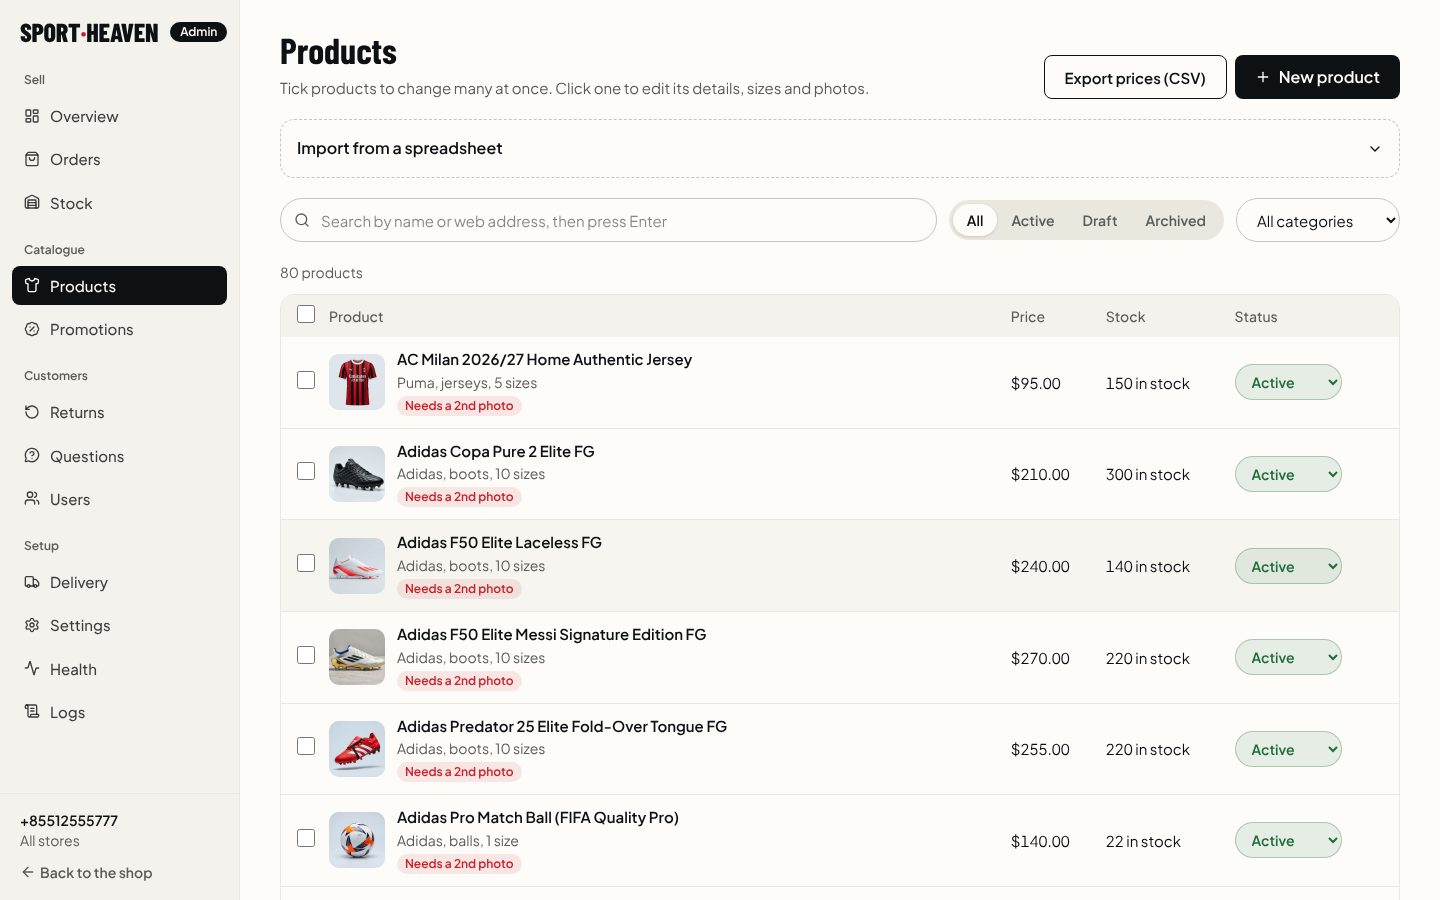 SPORT·HEAVEN Admin
Sell
Overview
Orders
Stock
Catalogue
Products
Promotions
Customers
Returns
Questions
Users
Setup
Delivery
Settings
Health
Logs
+85512555777
All stores
Back to the shop
Products
Tick products to change many at once. Click one to edit its details, sizes and photos.
Export prices (CSV)
+ New product
Import from a spreadsheet
Search by name or web address, then press Enter
All Active Draft Archived
All categories
80 products
Product Price Stock Status
AC Milan 2026/27 Home Authentic Jersey
Puma, jerseys, 5 sizes
Needs a 2nd photo
$95.00 150 in stock Active
Adidas Copa Pure 2 Elite FG
Adidas, boots, 10 sizes
Needs a 2nd photo
$210.00 300 in stock Active
Adidas F50 Elite Laceless FG
Adidas, boots, 10 sizes
Needs a 2nd photo
$240.00 140 in stock Active
Adidas F50 Elite Messi Signature Edition FG
Adidas, boots, 10 sizes
Needs a 2nd photo
$270.00 220 in stock Active
Adidas Predator 25 Elite Fold-Over Tongue FG
Adidas, boots, 10 sizes
Needs a 2nd photo
$255.00 220 in stock Active
Adidas Pro Match Ball (FIFA Quality Pro)
Adidas, balls, 1 size
Needs a 2nd photo
$140.00 22 in stock Active